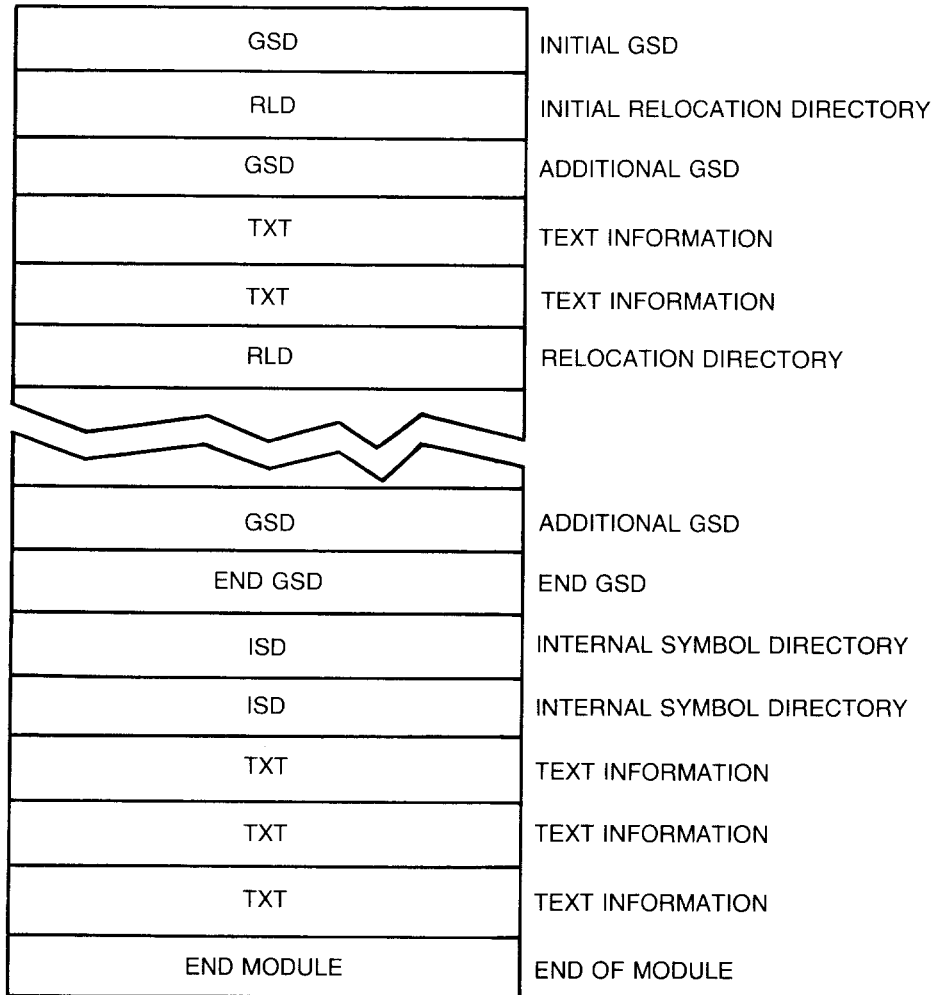 GSD INITIAL GSD
RLD INITIAL RELOCATION DIRECTORY
GSD ADDITIONAL GSD
TXT TEXT INFORMATION
TXT TEXT INFORMATION
RLD RELOCATION DIRECTORY
GSD ADDITIONAL GSD
END GSD END GSD
ISD INTERNAL SYMBOL DIRECTORY
ISD INTERNAL SYMBOL DIRECTORY
TXT TEXT INFORMATION
TXT TEXT INFORMATION
TXT TEXT INFORMATION
END MODULE END OF MODULE